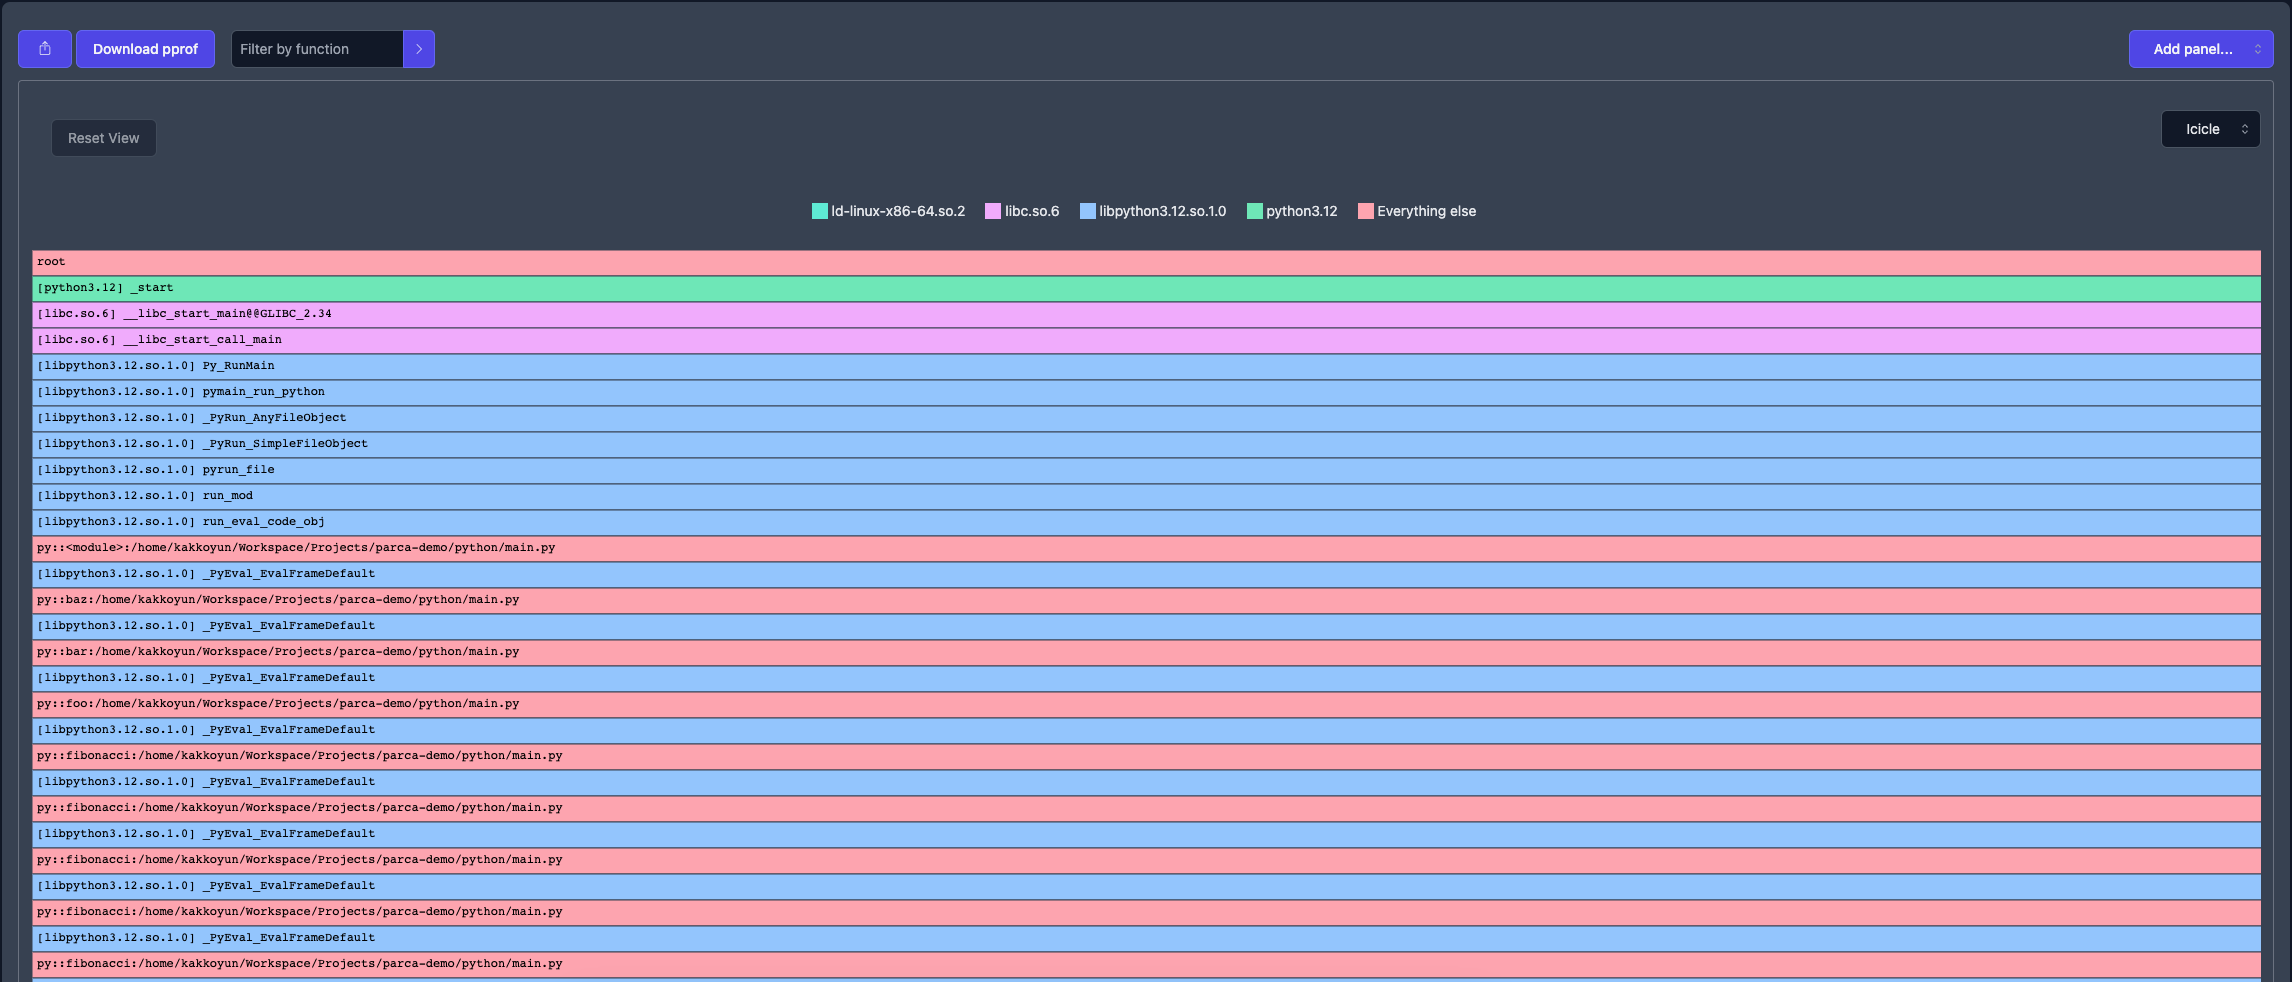 Download pprof Filter by function Add panel...
Reset View Icicle
ld-linux-x86-64.so.2 libc.so.6 libpython3.12.so.1.0 python3.12 Everything else
root
[python3.12] _start
[libc.so.6] __libc_start_main@@GLIBC_2.34
[libc.so.6] __libc_start_call_main
[libpython3.12.so.1.0] Py_RunMain
[libpython3.12.so.1.0] pymain_run_python
[libpython3.12.so.1.0] _PyRun_AnyFileObject
[libpython3.12.so.1.0] _PyRun_SimpleFileObject
[libpython3.12.so.1.0] pyrun_file
[libpython3.12.so.1.0] run_mod
[libpython3.12.so.1.0] run_eval_code_obj
py::<module>:/home/kakkoyun/Workspace/Projects/parca-demo/python/main.py
[libpython3.12.so.1.0] _PyEval_EvalFrameDefault
py::baz:/home/kakkoyun/Workspace/Projects/parca-demo/python/main.py
[libpython3.12.so.1.0] _PyEval_EvalFrameDefault
py::bar:/home/kakkoyun/Workspace/Projects/parca-demo/python/main.py
[libpython3.12.so.1.0] _PyEval_EvalFrameDefault
py::foo:/home/kakkoyun/Workspace/Projects/parca-demo/python/main.py
[libpython3.12.so.1.0] _PyEval_EvalFrameDefault
py::fibonacci:/home/kakkoyun/Workspace/Projects/parca-demo/python/main.py
[libpython3.12.so.1.0] _PyEval_EvalFrameDefault
py::fibonacci:/home/kakkoyun/Workspace/Projects/parca-demo/python/main.py
[libpython3.12.so.1.0] _PyEval_EvalFrameDefault
py::fibonacci:/home/kakkoyun/Workspace/Projects/parca-demo/python/main.py
[libpython3.12.so.1.0] _PyEval_EvalFrameDefault
py::fibonacci:/home/kakkoyun/Workspace/Projects/parca-demo/python/main.py
[libpython3.12.so.1.0] _PyEval_EvalFrameDefault
py::fibonacci:/home/kakkoyun/Workspace/Projects/parca-demo/python/main.py